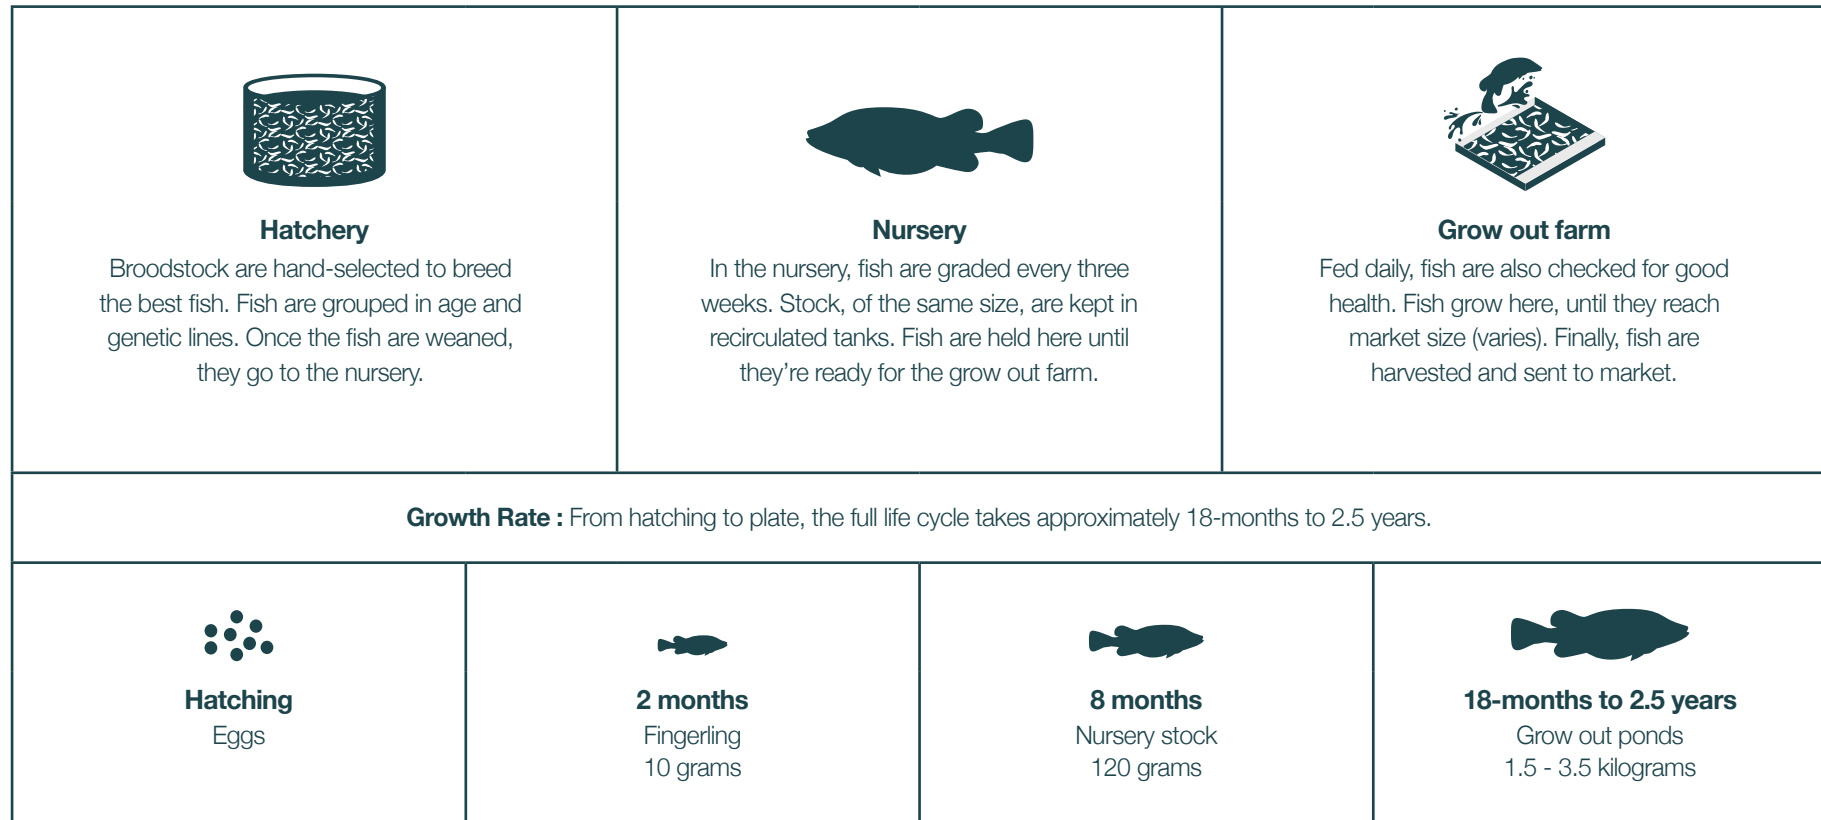 Hatchery
Broodstock are hand-selected to breed
the best fish. Fish are grouped in age and
genetic lines. Once the fish are weaned,
they go to the nursery.
Nursery
In the nursery, fish are graded every three
weeks. Stock, of the same size, are kept in
recirculated tanks. Fish are held here until
they're ready for the grow out farm.
Grow out farm
Fed daily, fish are also checked for good
health. Fish grow here, until they reach
market size (varies). Finally, fish are
harvested and sent to market.
Growth Rate : From hatching to plate, the full life cycle takes approximately 18-months to 2.5 years.
Hatching
Eggs
2 months
Fingerling
10 grams
8 months
Nursery stock
120 grams
18-months to 2.5 years
Grow out ponds
1.5 - 3.5 kilograms